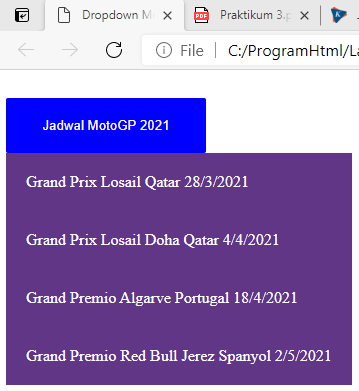 Dropdown M
Praktikum 3.p
File
C:/ProgramHtml/La
Jadwal MotoGP 2021
Grand Prix Losail Qatar 28/3/2021
Grand Prix Losail Doha Qatar 4/4/2021
Grand Premio Algarve Portugal 18/4/2021
Grand Premio Red Bull Jerez Spanyol 2/5/2021